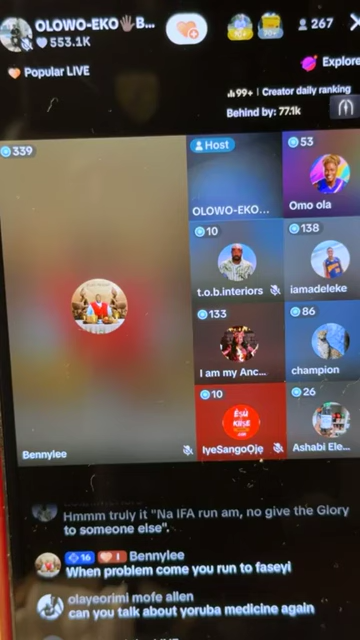 OLOWO-EKO✋🏿B...
553.1K
267
Popular LIVE
Explore
99+ | Creator daily ranking
Behind by: 77.1k
339
Host
53
OLOWO-EKO...
Omo ola
10
138
t.o.b.interiors
iamadeleke
133
86
I am my Anc...
champion
10
26
ÈṢÙ
KIISE
Bennylee
IyeSangoOjẹ
Ashabi Ele...
Hmmm truly it "Na IFA run am, no give the Glory
to someone else".
16 1 Bennylee
When problem come you run to faseyi
olayeorimi mofe allen
can you talk about yoruba medicine again